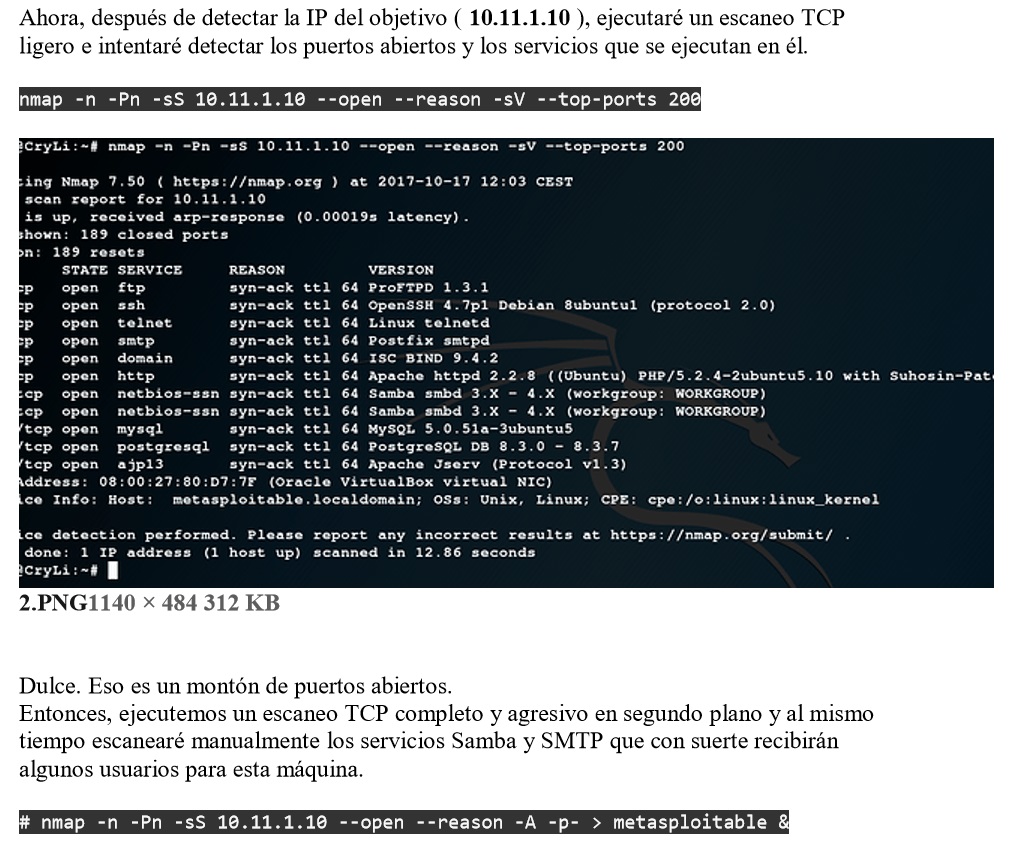 Ahora, después de detectar la IP del objetivo ( 10.11.1.10 ), ejecutaré un escaneo TCP
ligero e intentaré detectar los puertos abiertos y los servicios que se ejecutan en él.
nmap -n -Pn -sS 10.11.1.10 --open --reason -sV --top-ports 200
@CryLi:~# nmap -n -Pn -sS 10.11.1.10 --open --reason -sV --top-ports 200
ing Nmap 7.50 ( https://nmap.org ) at 2017-10-17 12:03 CEST
scan report for 10.11.1.10
is up, received arp-response (0.00019s latency).
shown: 189 closed ports
on: 189 resets
STATE SERVICE REASON VERSION
cp open ftp syn-ack ttl 64 ProFTPD 1.3.1
cp open ssh syn-ack ttl 64 OpenSSH 4.7p1 Debian 8ubuntu1 (protocol 2.0)
cp open telnet syn-ack ttl 64 Linux telnetd
cp open smtp syn-ack ttl 64 Postfix smtpd
cp open domain syn-ack ttl 64 ISC BIND 9.4.2
cp open http syn-ack ttl 64 Apache httpd 2.2.8 ((Ubuntu) PHP/5.2.4-2ubuntu5.10 with Suhosin-Pat
tcp open netbios-ssn syn-ack ttl 64 Samba smbd 3.X - 4.X (workgroup: WORKGROUP)
tcp open netbios-ssn syn-ack ttl 64 Samba smbd 3.X - 4.X (workgroup: WORKGROUP)
/tcp open mysql syn-ack ttl 64 MySQL 5.0.51a-3ubuntu5
/tcp open postgresql syn-ack ttl 64 PostgreSQL DB 8.3.0 - 8.3.7
/tcp open ajp13 syn-ack ttl 64 Apache Jserv (Protocol v1.3)
Address: 08:00:27:80:D7:7F (Oracle VirtualBox virtual NIC)
ice Info: Host: metasploitable.localdomain; OSs: Unix, Linux; CPE: cpe:/o:linux:linux_kernel
ice detection performed. Please report any incorrect results at https://nmap.org/submit/ .
done: 1 IP address (1 host up) scanned in 12.86 seconds
@CryLi:~#
2.PNG1140 × 484 312 KB
Dulce. Eso es un montón de puertos abiertos.
Entonces, ejecutemos un escaneo TCP completo y agresivo en segundo plano y al mismo
tiempo escanearé manualmente los servicios Samba y SMTP que con suerte recibirán
algunos usuarios para esta máquina.
# nmap -n -Pn -sS 10.11.1.10 --open --reason -A -p- > metasploitable &